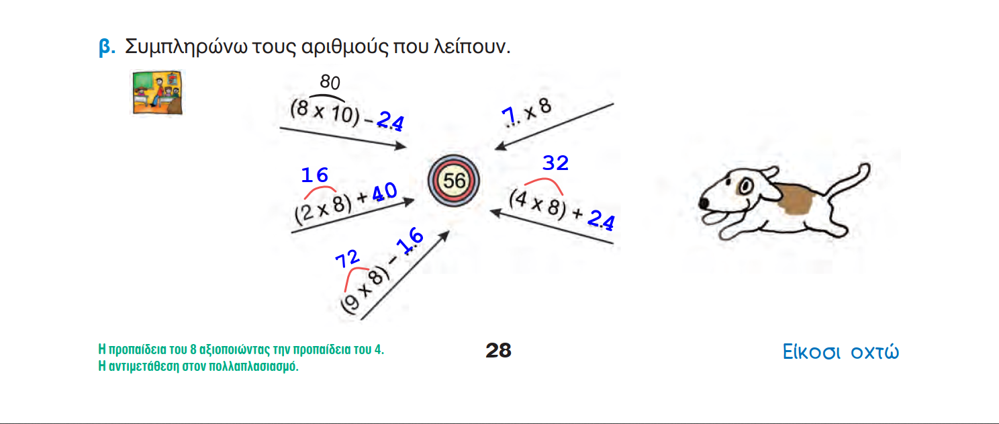 β. Συμπληρώνω τους αριθμούς που λείπουν.
80
(8 x 10) – 24
7 x 8
16
(2 x 8) + 40
56
32
(4 x 8) + 24
72
(9 x 8) – 16
Η προπαίδεια του 8 αξιοποιώντας την προπαίδεια του 4.
Η αντιμετάθεση στον πολλαπλασιασμό.
28
Είκοσι οχτώ